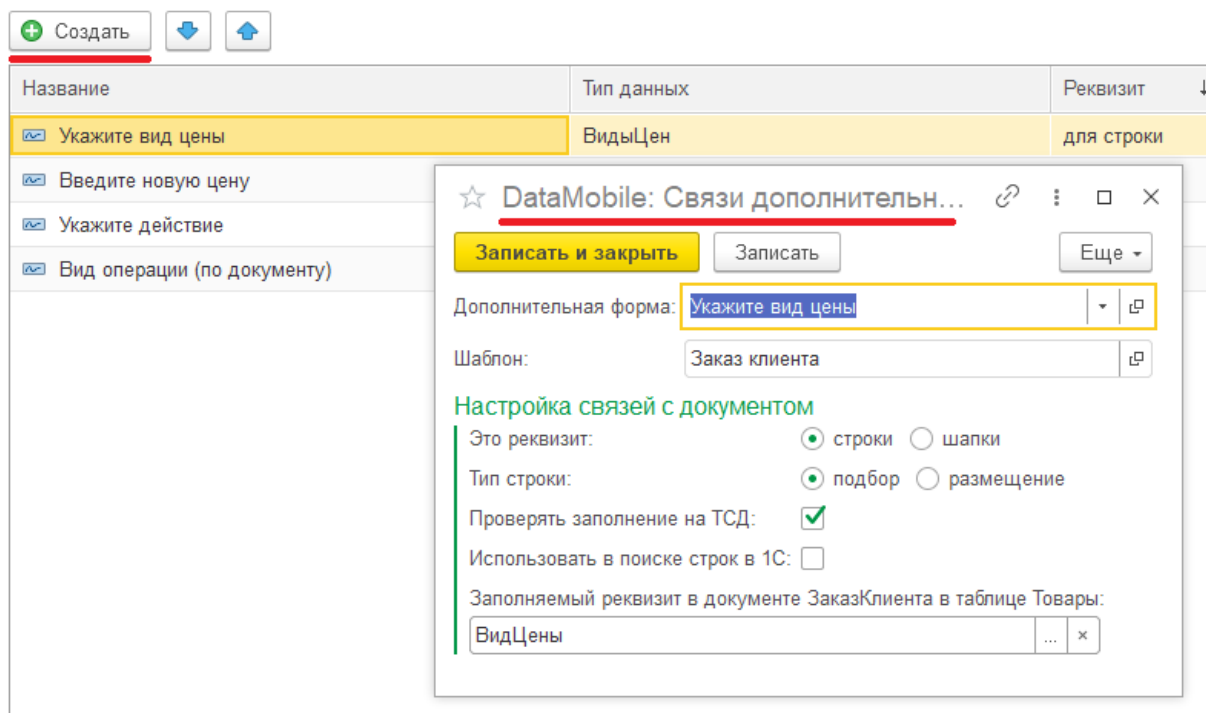 Создать
Название Тип данных Реквизит
Укажите вид цены ВидыЦен для строки
Введите новую цену
Укажите действие
Вид операции (по документу)
DataMobile: Связи дополнительн...
Записать и закрыть Записать Еще
Дополнительная форма: Укажите вид цены
Шаблон: Заказ клиента
Настройка связей с документом
Это реквизит: строки шапки
Тип строки: подбор размещение
Проверять заполнение на ТСД:
Использовать в поиске строк в 1С:
Заполняемый реквизит в документе ЗаказКлиента в таблице Товары:
ВидЦены ...